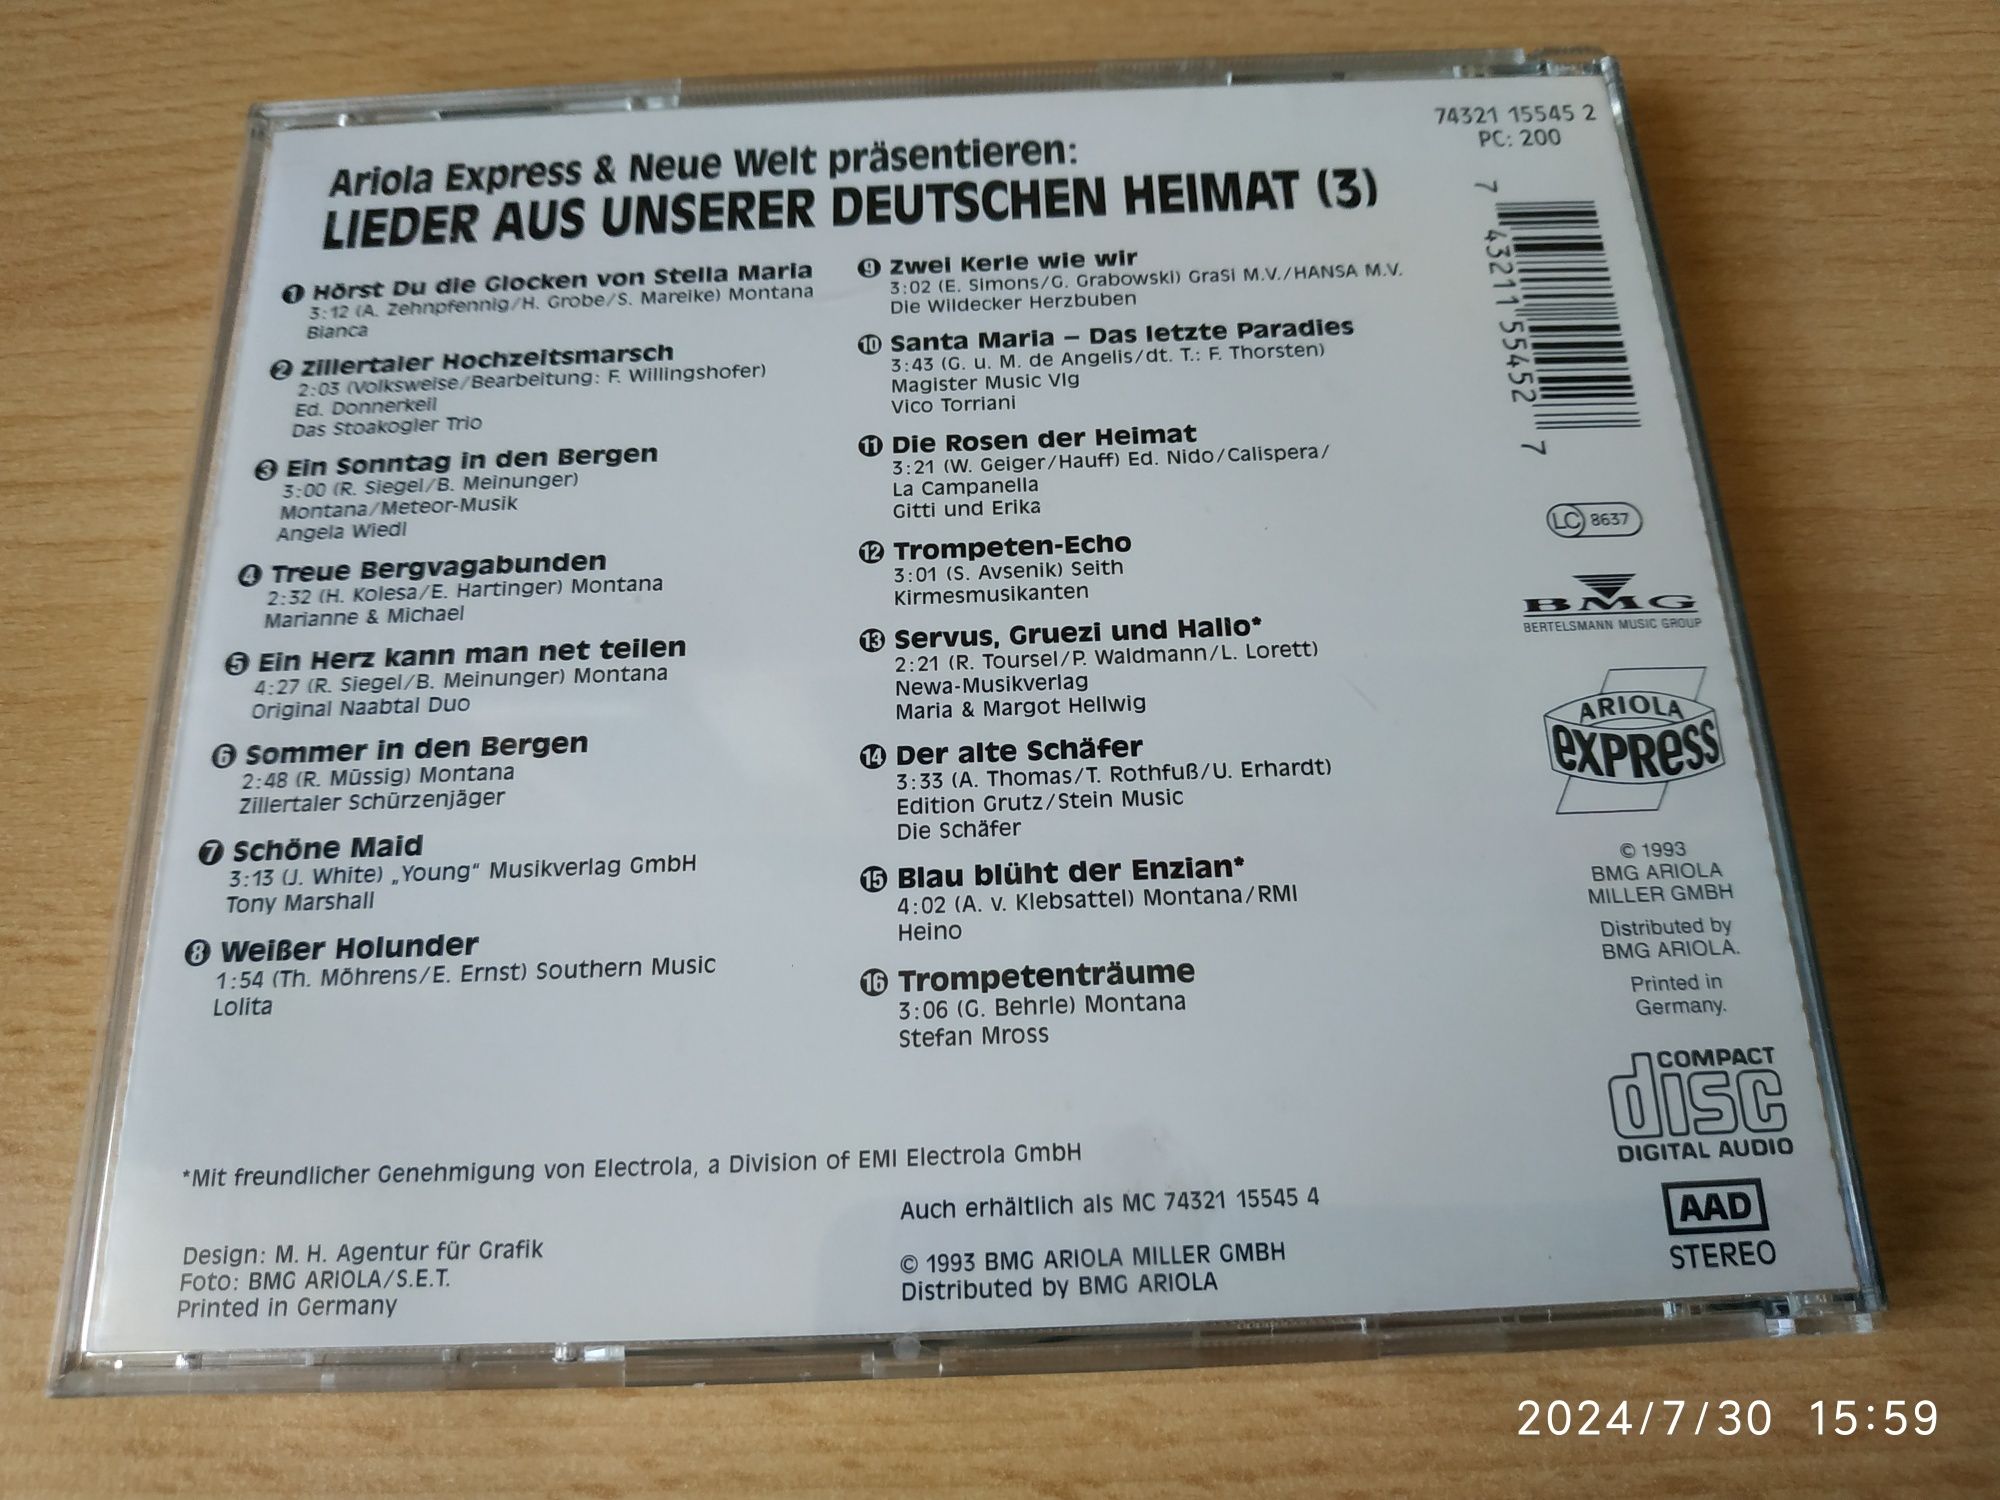 Ariola Express & Neue Welt präsentieren:
LIEDER AUS UNSERER DEUTSCHEN HEIMAT (3)
1 Hörst Du die Glocken von Stella Maria
3:12 (A. Zehnpfennig/H. Grobe/S. Mareike) Montana
Bianca
2 Zillertaler Hochzeitsmarsch
2:03 (Volksweise/Bearbeitung: F. Willingshofer)
Ed. Donnerkeil
Das Stoakogler Trio
3 Ein Sonntag in den Bergen
3:00 (R. Siegel/B. Meinunger)
Montana/Meteor-Musik
Angela Wiedl
4 Treue Bergvagabunden
2:32 (H. Kolesa/E. Hartinger) Montana
Marianne & Michael
5 Ein Herz kann man net teilen
4:27 (R. Siegel/B. Meinunger) Montana
Original Naabtal Duo
6 Sommer in den Bergen
2:48 (R. Müssig) Montana
Zillertaler Schürzenjäger
7 Schöne Maid
3:13 (J. White) „Young“ Musikverlag GmbH
Tony Marshall
8 Weißer Holunder
1:54 (Th. Möhrens/E. Ernst) Southern Music
Lolita
9 Zwei Kerle wie wir
3:02 (E. Simons/G. Grabowski) GraSi M.V./HANSA M.V.
Die Wildecker Herzbuben
10 Santa Maria – Das letzte Paradies
3:43 (G. u. M. de Angelis/dt. T.: F. Thorsten)
Magister Music Vlg
Vico Torriani
11 Die Rosen der Heimat
3:21 (W. Geiger/Hauff) Ed. Nido/Calispera/
La Campanella
Gitti und Erika
12 Trompeten-Echo
3:01 (S. Avsenik) Seith
Kirmesmusikanten
13 Servus, Gruezi und Hallo*
2:21 (R. Toursel/P. Waldmann/L. Lorett)
Newa-Musikverlag
Maria & Margot Hellwig
14 Der alte Schäfer
3:33 (A. Thomas/T. Rothfuß/U. Erhardt)
Edition Grutz/Stein Music
Die Schäfer
15 Blau blüht der Enzian*
4:02 (A. v. Klebsattel) Montana/RMI
Heino
16 Trompetenträume
3:06 (G. Behrle) Montana
Stefan Mross
*Mit freundlicher Genehmigung von Electrola, a Division of EMI Electrola GmbH
Auch erhältlich als MC 74321 15545 4
Design: M. H. Agentur für Grafik
Foto: BMG ARIOLA/S.E.T.
Printed in Germany
© 1993 BMG ARIOLA MILLER GMBH
Distributed by BMG ARIOLA
74321 15545 2
PC: 200
7 43211 55452 7
LC 8637
BMG
BERTELSMANN MUSIC GROUP
ARIOLA
EXPRESS
© 1993
BMG ARIOLA
MILLER GMBH
Distributed by
BMG ARIOLA.
Printed in
Germany.
COMPACT
disc
DIGITAL AUDIO
AAD
STEREO
2024/7/30 15:59